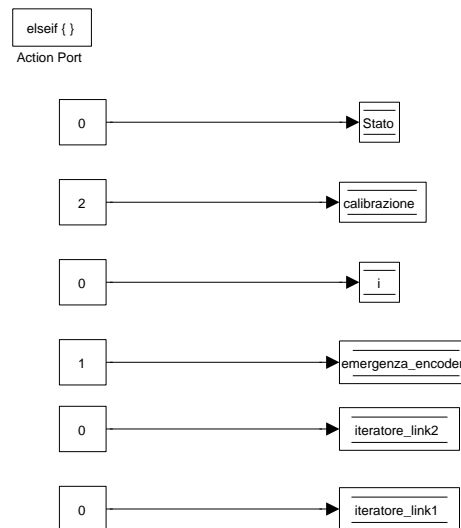 elseif { }
Action Port
0
Stato
2
calibrazione
0
i
1
emergenza_encoder
0
iteratore_link2
0
iteratore_link1